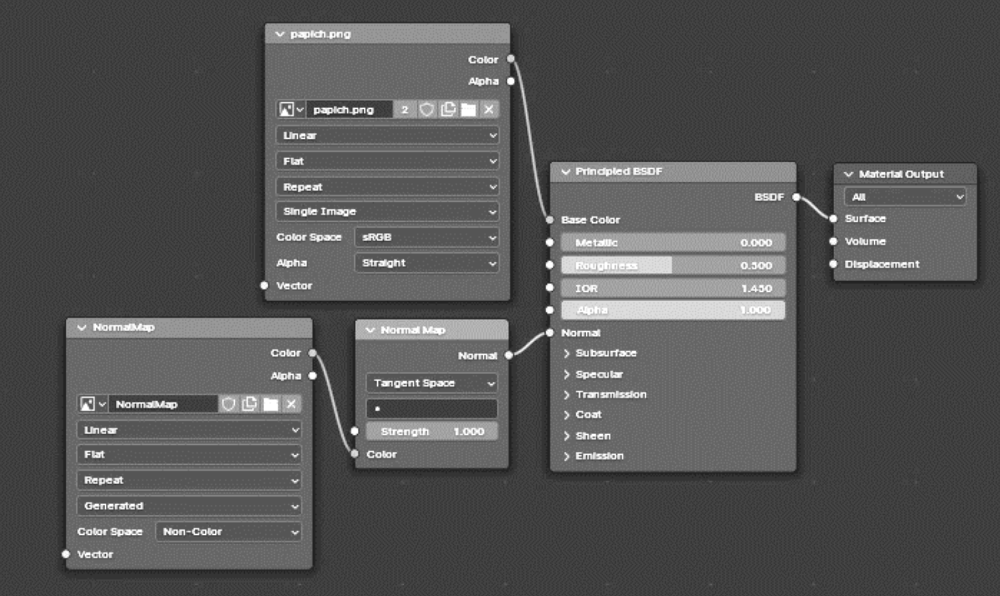 papich.png
Color
Alpha
papich.png 2
Linear
Flat
Repeat
Single Image
Color Space sRGB
Alpha Straight
Vector
NormalMap
Color
Alpha
NormalMap
Linear
Flat
Repeat
Generated
Color Space Non-Color
Vector
Normal Map
Normal
Tangent Space
Strength 1.000
Color
Principled BSDF
BSDF
Base Color
Metallic 0.000
Roughness 0.500
IOR 1.450
Alpha 1.000
Normal
Subsurface
Specular
Transmission
Coat
Sheen
Emission
Material Output
All
Surface
Volume
Displacement